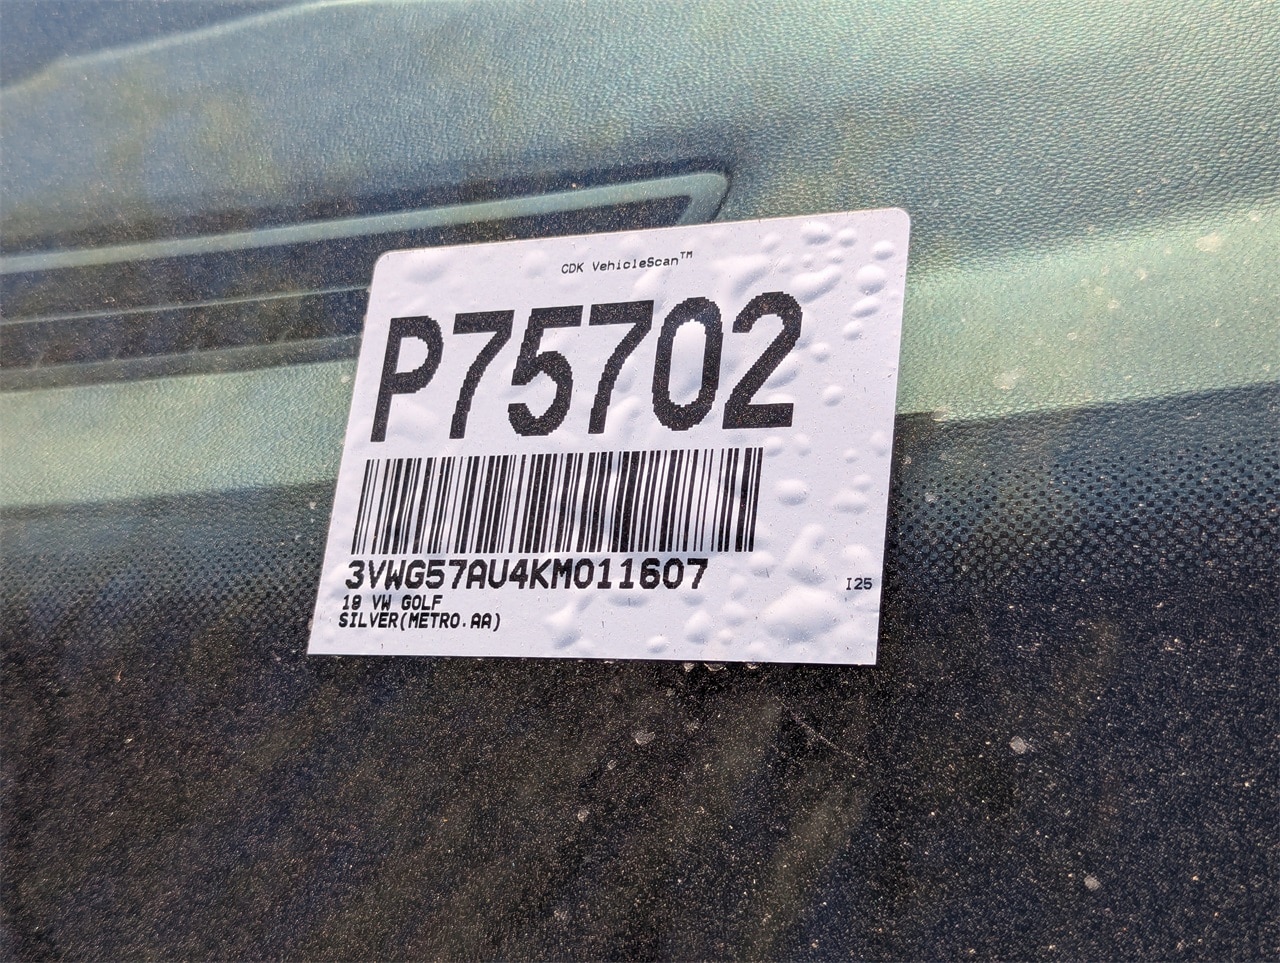 CDK VehicleScan™
P75702
3VWG57AU4KM011607
19 VW GOLF
SILVER(METRO.AA)
I25